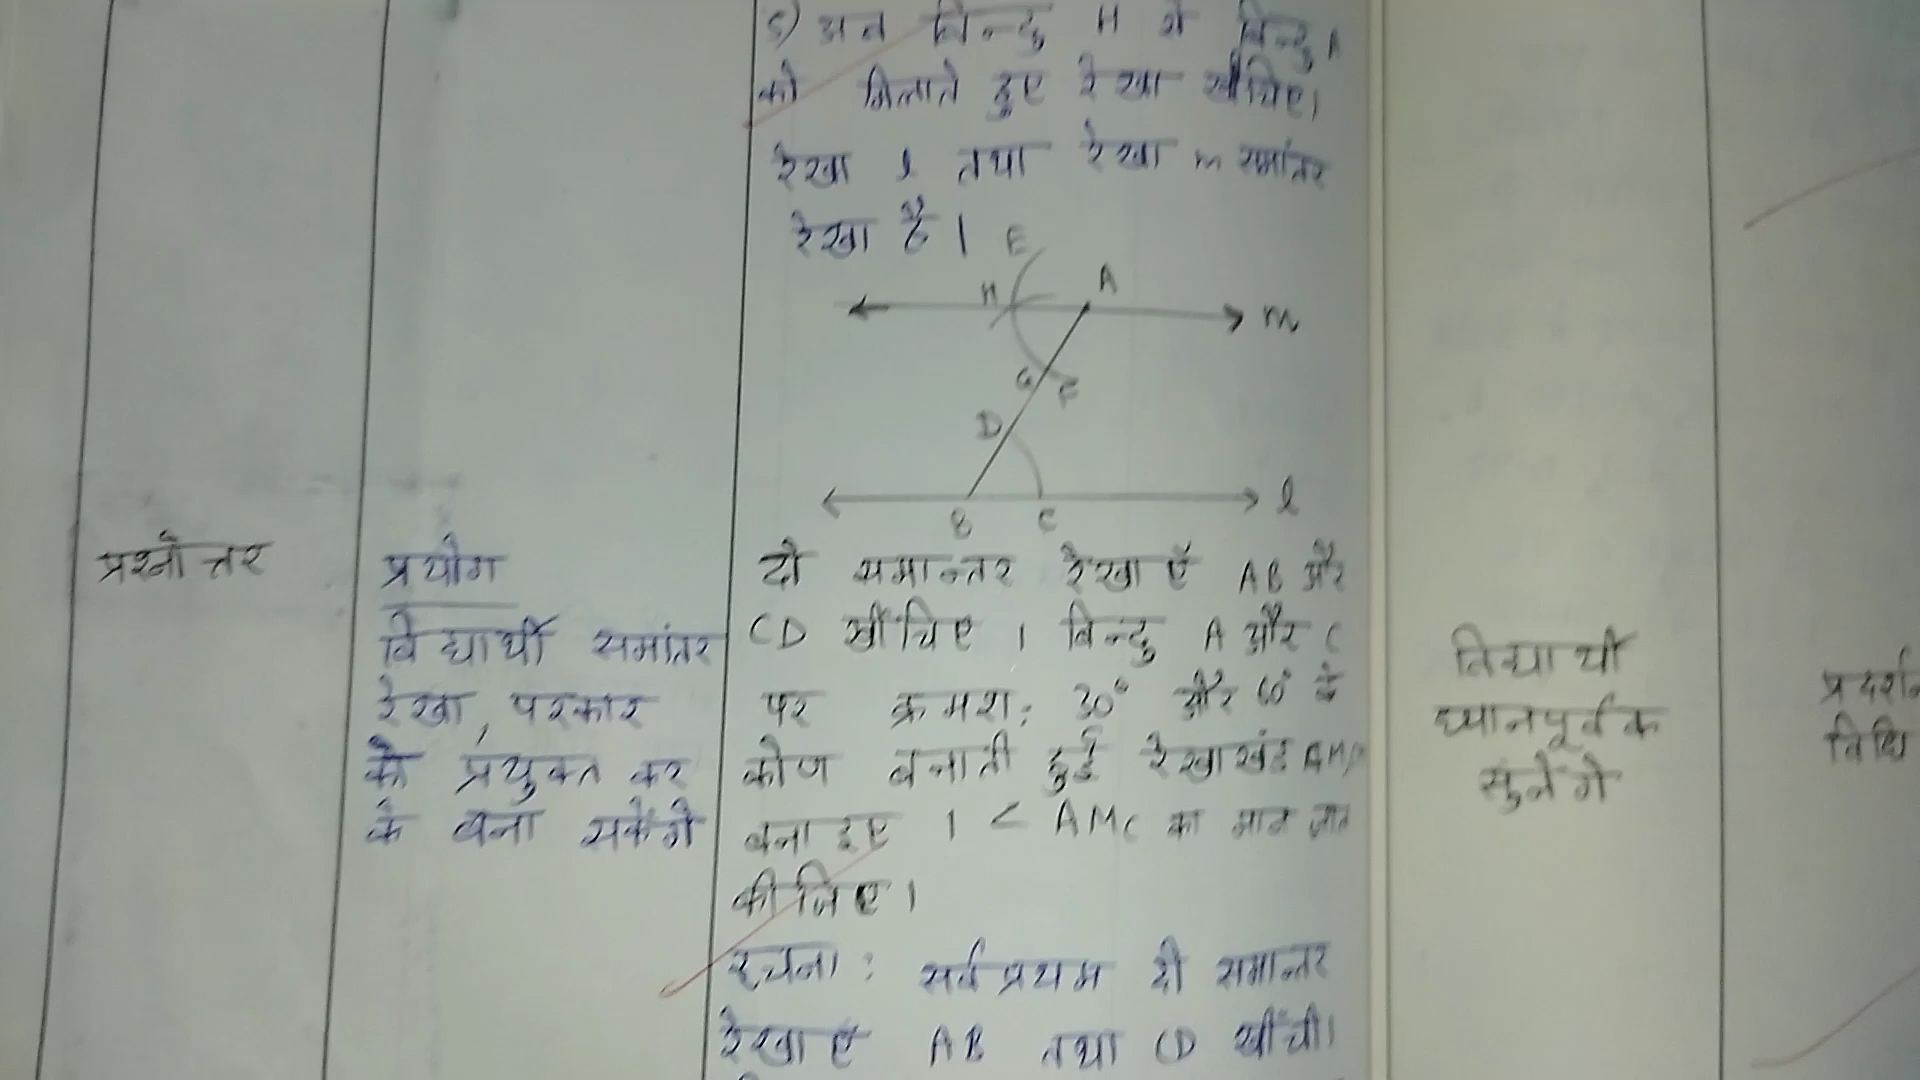 5) अब बिन्दु H से बिन्दु A
को मिलाते हुए रेखा खींचिए।
रेखा l तथा रेखा m समांतर
रेखा है।
E
H
A
m
G
F
D
l
B
C
प्रश्नोत्तर
प्रयोग
विद्यार्थी समांतर
रेखा, परकार
को प्रयुक्त कर
के बना सकेंगे
दो समान्तर रेखाएँ AB और
CD खींचिए। बिन्दु A और C
पर क्रमश: 30° और 60° के
कोण बनाती हुई रेखाखंड
बनाइए। < AMC का मान ज्ञात
कीजिए।
रचना: सर्वप्रथम दो समान्तर
रेखाएँ AB तथा CD खींची।
विद्यार्थी
ध्यानपूर्वक
सुनेंगे
प्रदर्शन
विधि